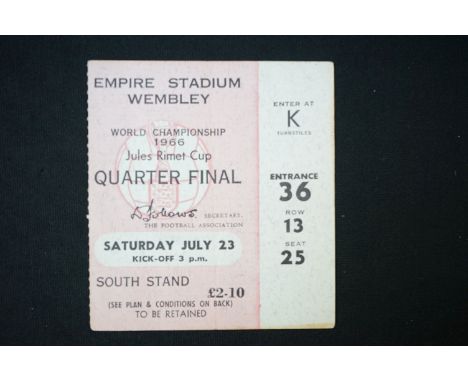 EMPIRE STADIUM
WEMBLEY
WORLD CHAMPIONSHIP
1966
Jules Rimet Cup
QUARTER FINAL
SECRETARY.
THE FOOTBALL ASSOCIATION
SATURDAY JULY 23
KICK-OFF 3 p.m.
SOUTH STAND
£2-10
(SEE PLAN & CONDITIONS ON BACK)
TO BE RETAINED
ENTER AT
K
TURNSTILES
ENTRANCE
36
ROW
13
SEAT
25